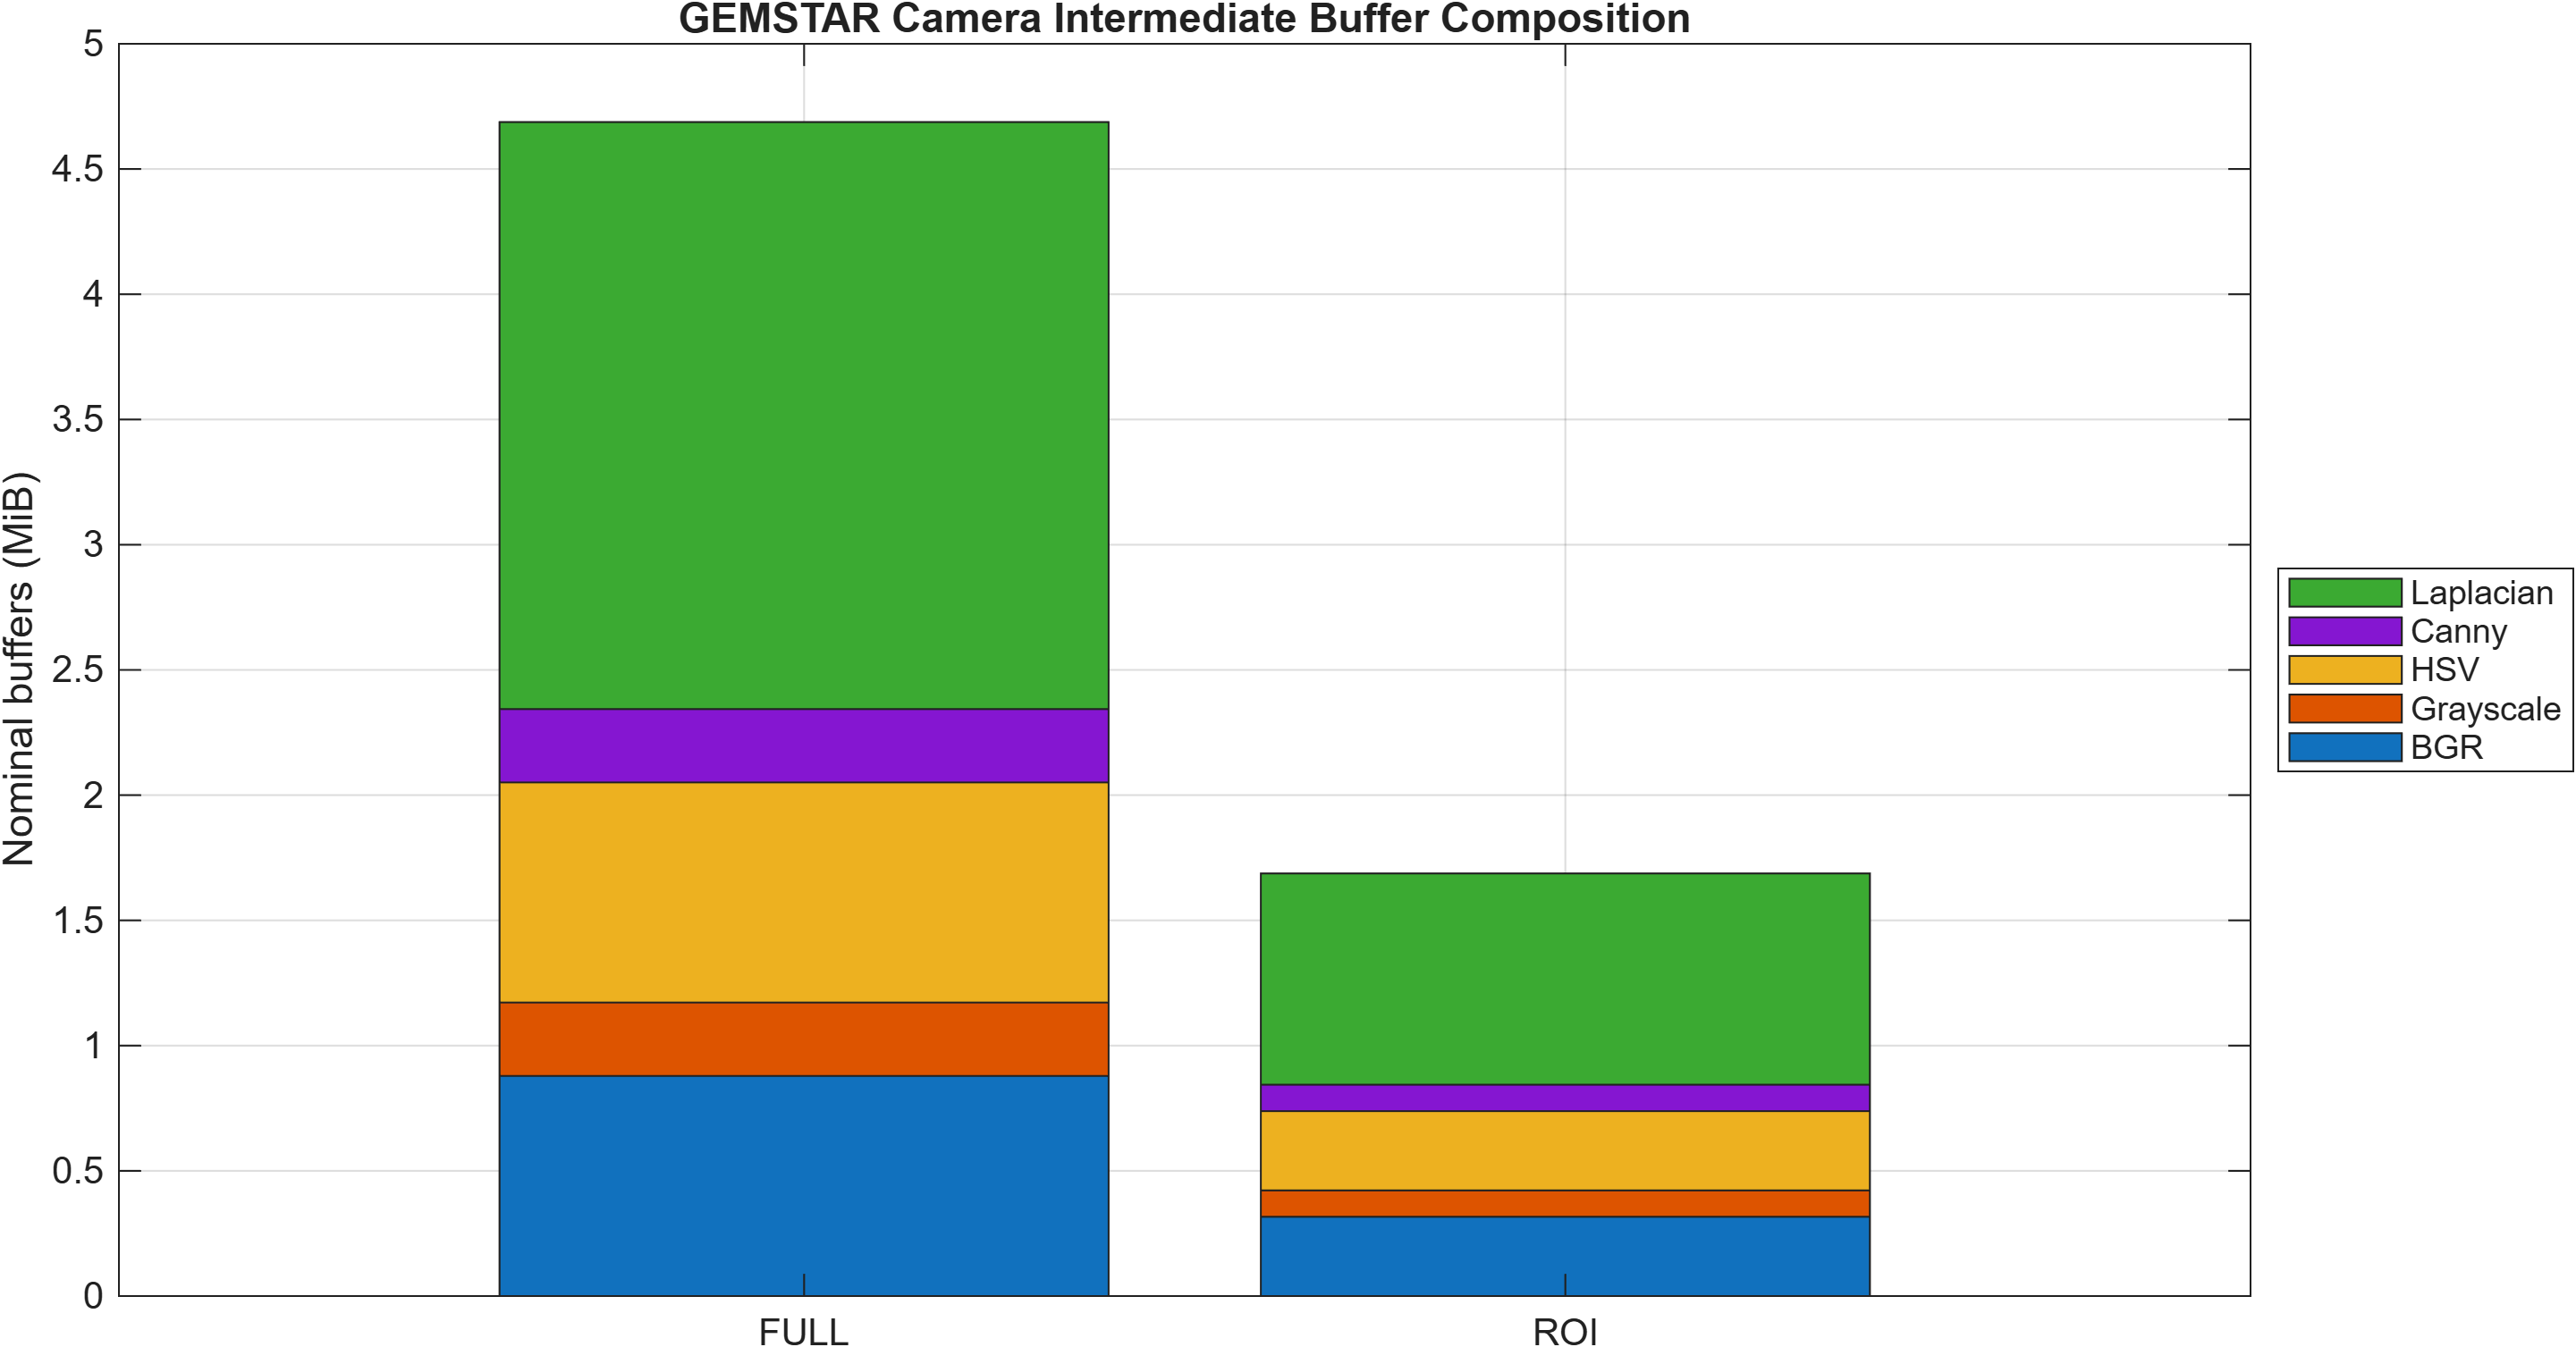 GEMSTAR Camera Intermediate Buffer Composition
5
4.5
4
3.5
3
2.5
2
1.5
1
0.5
0
Nominal buffers (MiB)
FULL
ROI
Laplacian
Canny
HSV
Grayscale
BGR